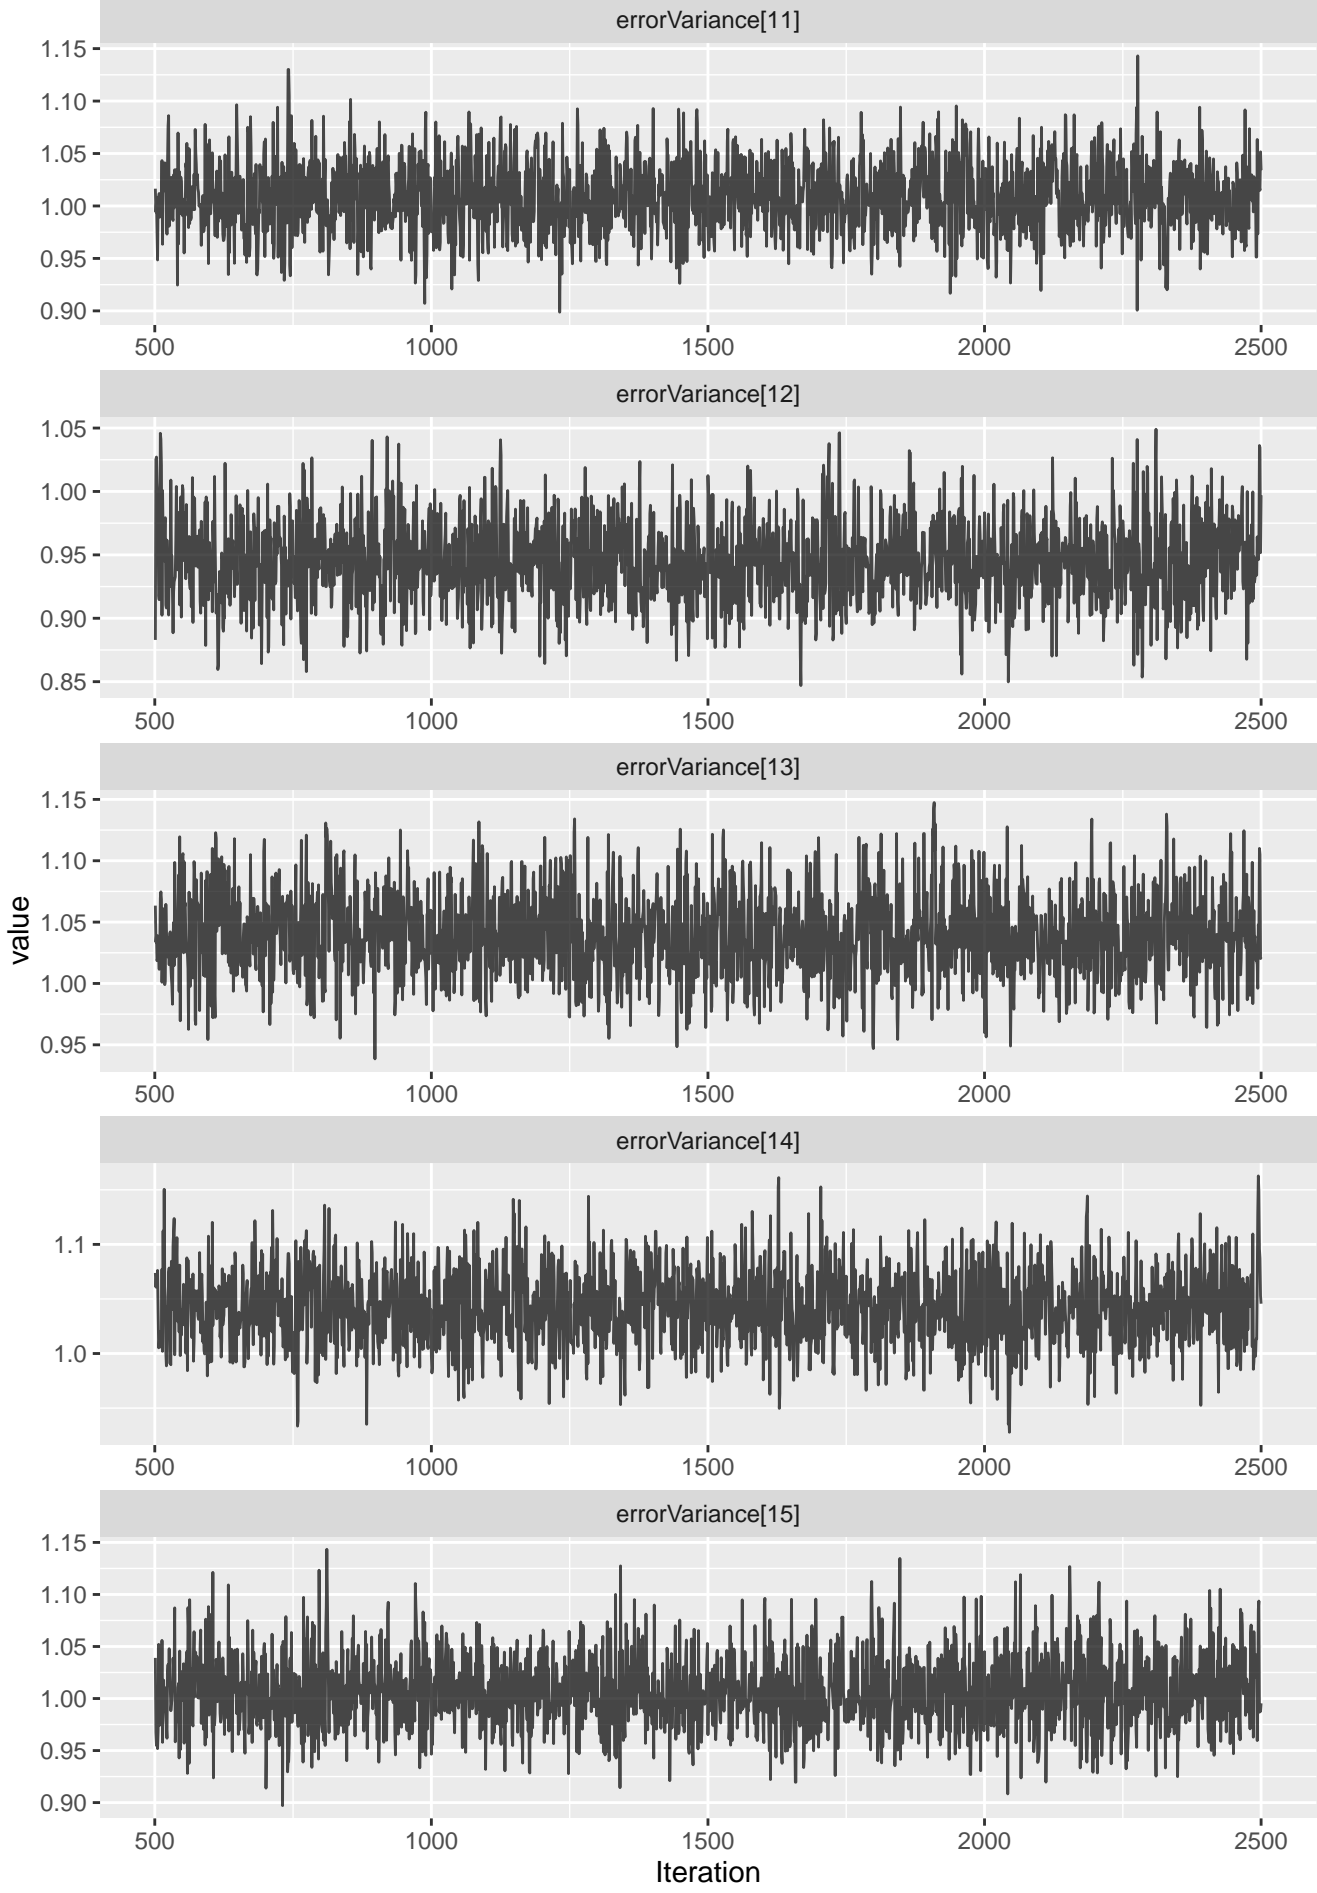 errorVariance[11]
1.15
1.10
1.05
1.00
0.95
0.90
500 1000 1500 2000 2500
errorVariance[12]
1.05
1.00
0.95
0.90
0.85
500 1000 1500 2000 2500
errorVariance[13]
1.15
1.10
1.05
1.00
0.95
500 1000 1500 2000 2500
value
errorVariance[14]
1.1
1.0
500 1000 1500 2000 2500
errorVariance[15]
1.15
1.10
1.05
1.00
0.95
0.90
500 1000 1500 2000 2500
Iteration